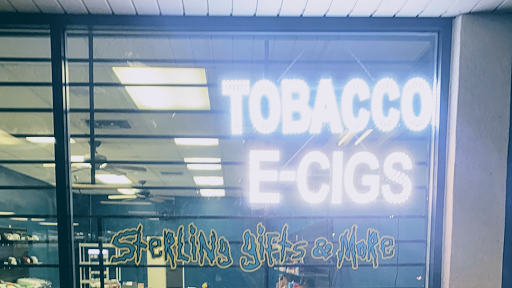 TOBACCO
E-CIGS
Sterling gifts & More